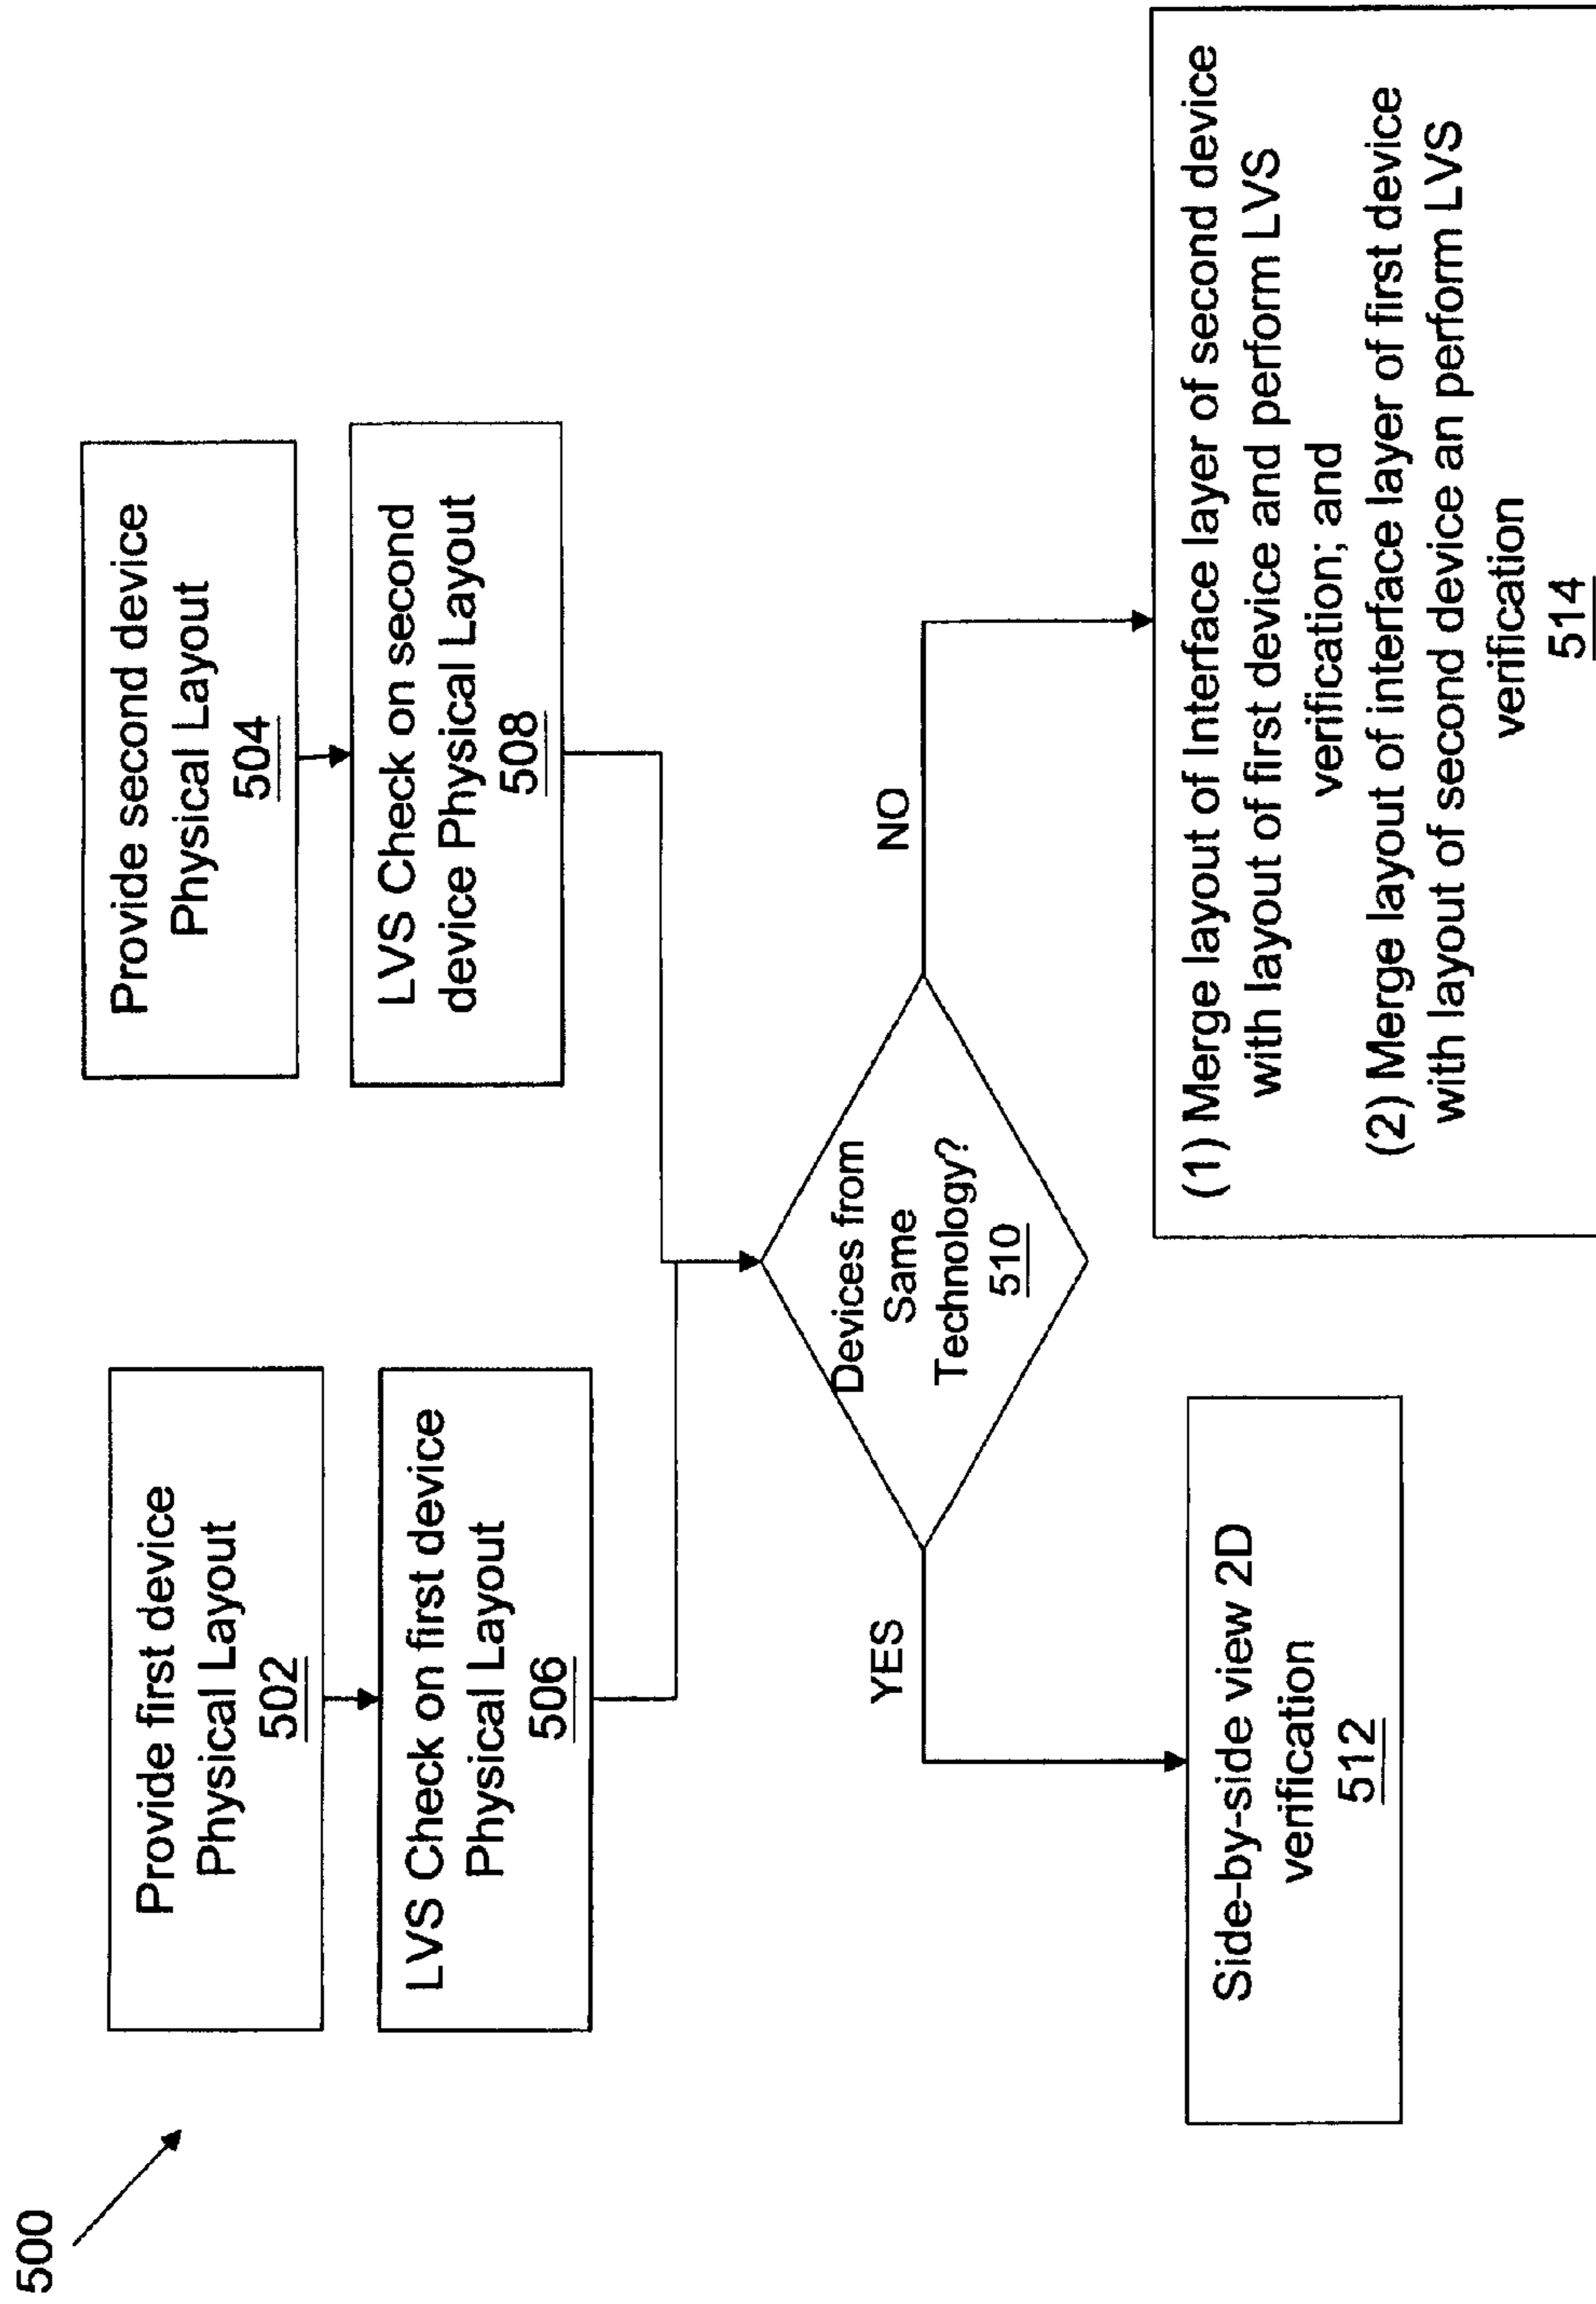 500
Provide first device
Physical Layout
502
Provide second device
Physical Layout
504
LVS Check on first device
Physical Layout
506
LVS Check on second
device Physical Layout
508
Devices from
Same
Technology?
510
YES
NO
Side-by-side view 2D
verification
512
(1) Merge layout of Interface layer of second device
with layout of first device and perform LVS
verification; and
(2) Merge layout of interface layer of first device
with layout of second device an perform LVS
verification
514